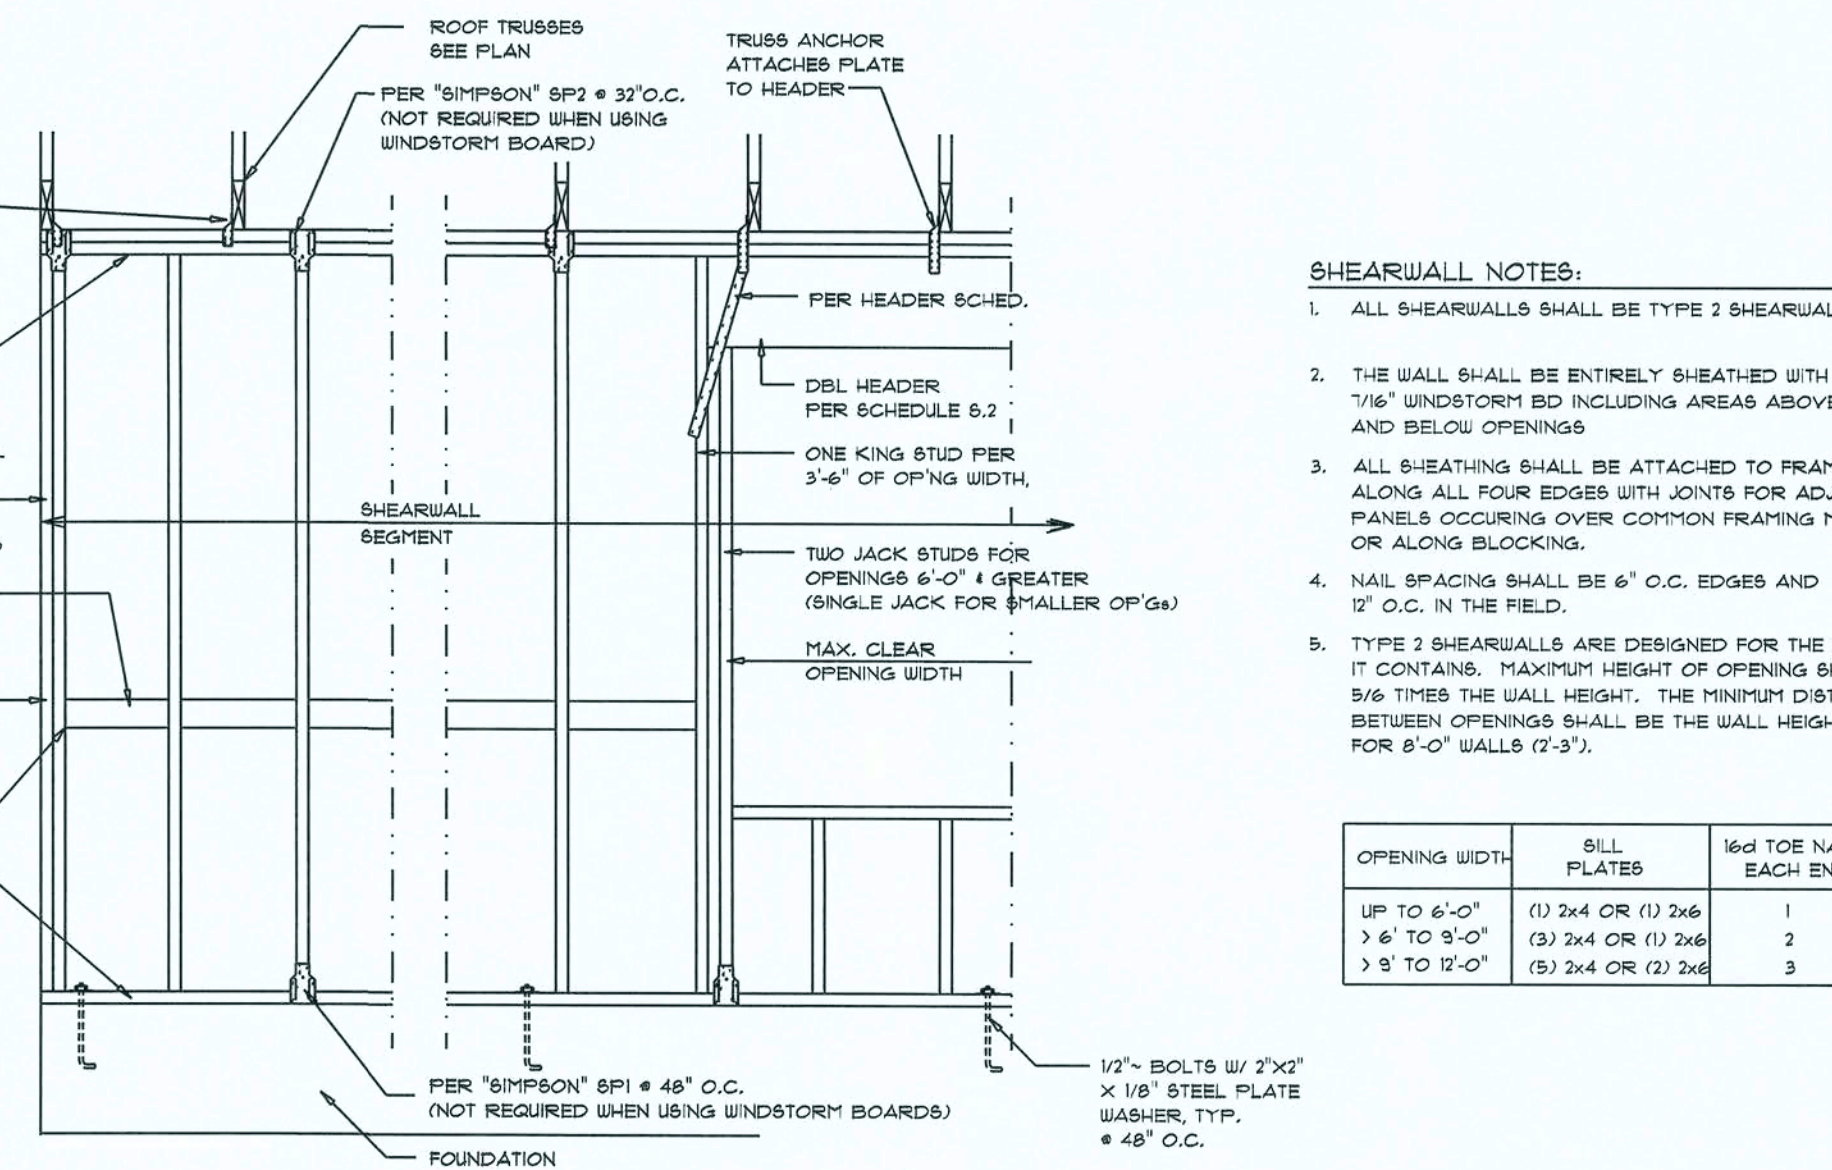 ROOF TRUSSES
SEE PLAN
PER "SIMPSON" SP2 @ 32"O.C.
(NOT REQUIRED WHEN USING
WINDSTORM BOARD)
TRUSS ANCHOR
ATTACHES PLATE
TO HEADER
PER HEADER SCHED.
DBL HEADER
PER SCHEDULE S.2
ONE KING STUD PER
3'-6" OF OP'NG WIDTH,
SHEARWALL
SEGMENT
TWO JACK STUDS FOR
OPENINGS 6'-0" & GREATER
(SINGLE JACK FOR SMALLER OP'Gs)
MAX. CLEAR
OPENING WIDTH
PER "SIMPSON" SP1 @ 48" O.C.
(NOT REQUIRED WHEN USING WINDSTORM BOARDS)
FOUNDATION
1/2"~ BOLTS W/ 2"X2"
X 1/8" STEEL PLATE
WASHER, TYP.
@ 48" O.C.
SHEARWALL NOTES:
1. ALL SHEARWALLS SHALL BE TYPE 2 SHEARWAL
2. THE WALL SHALL BE ENTIRELY SHEATHED WITH
7/16" WINDSTORM BD INCLUDING AREAS ABOVE
AND BELOW OPENINGS
3. ALL SHEATHING SHALL BE ATTACHED TO FRAM
ALONG ALL FOUR EDGES WITH JOINTS FOR ADJ
PANELS OCCURING OVER COMMON FRAMING M
OR ALONG BLOCKING.
4. NAIL SPACING SHALL BE 6" O.C. EDGES AND
12" O.C. IN THE FIELD.
5. TYPE 2 SHEARWALLS ARE DESIGNED FOR THE
IT CONTAINS. MAXIMUM HEIGHT OF OPENING SH
5/6 TIMES THE WALL HEIGHT. THE MINIMUM DIST
BETWEEN OPENINGS SHALL BE THE WALL HEIGH
FOR 8'-0" WALLS (2'-3").
OPENING WIDTH
SILL
PLATES
16d TOE NA
EACH EN
UP TO 6'-0" (1) 2x4 OR (1) 2x6 1
> 6' TO 9'-0" (3) 2x4 OR (1) 2x6 2
> 9' TO 12'-0" (5) 2x4 OR (2) 2x6 3